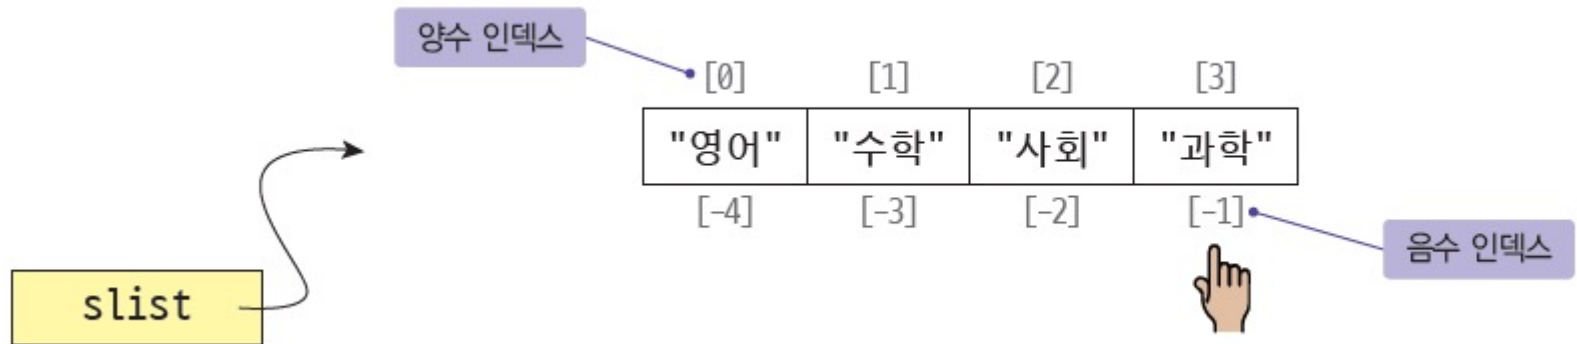 양수 인덱스
[0] [1] [2] [3]
"영어" "수학" "사회" "과학"
[-4] [-3] [-2] [-1]
음수 인덱스
slist